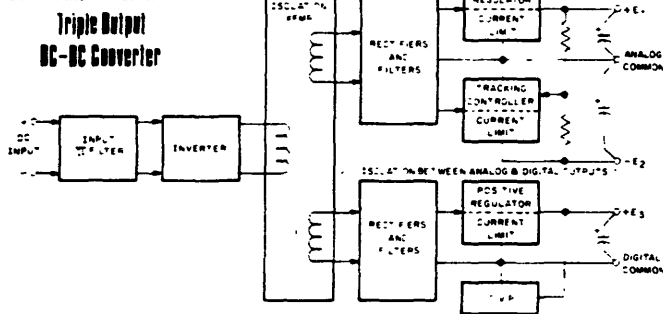 Triple Output
DC-DC Converter
ISOLATION
REGULATOR
CURRENT
LIMIT
+E1
RECTIFIERS
AND
FILTERS
ANALOG
COMMON
TRACKING
CONTROLLER
CURRENT
LIMIT
DC
INPUT
INPUT
π FILTER
INVERTER
-E2
ISOLATION BETWEEN ANALOG & DIGITAL OUTPUTS
POSITIVE
REGULATOR
CURRENT
LIMIT
+E3
RECTIFIERS
AND
FILTERS
DIGITAL
COMMON